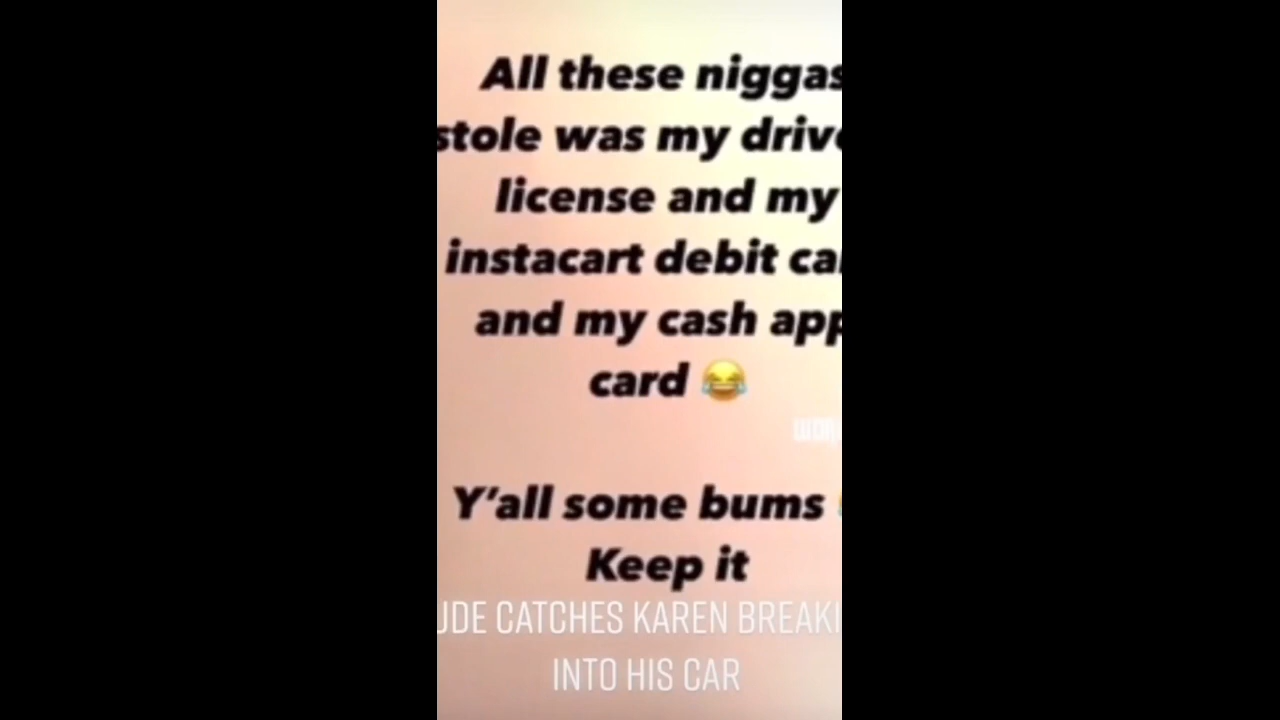 All these niggas
stole was my drive
license and my
instacart debit ca
and my cash app
card 😂
Y'all some bums
Keep it
UDE CATCHES KAREN BREAKI
INTO HIS CAR